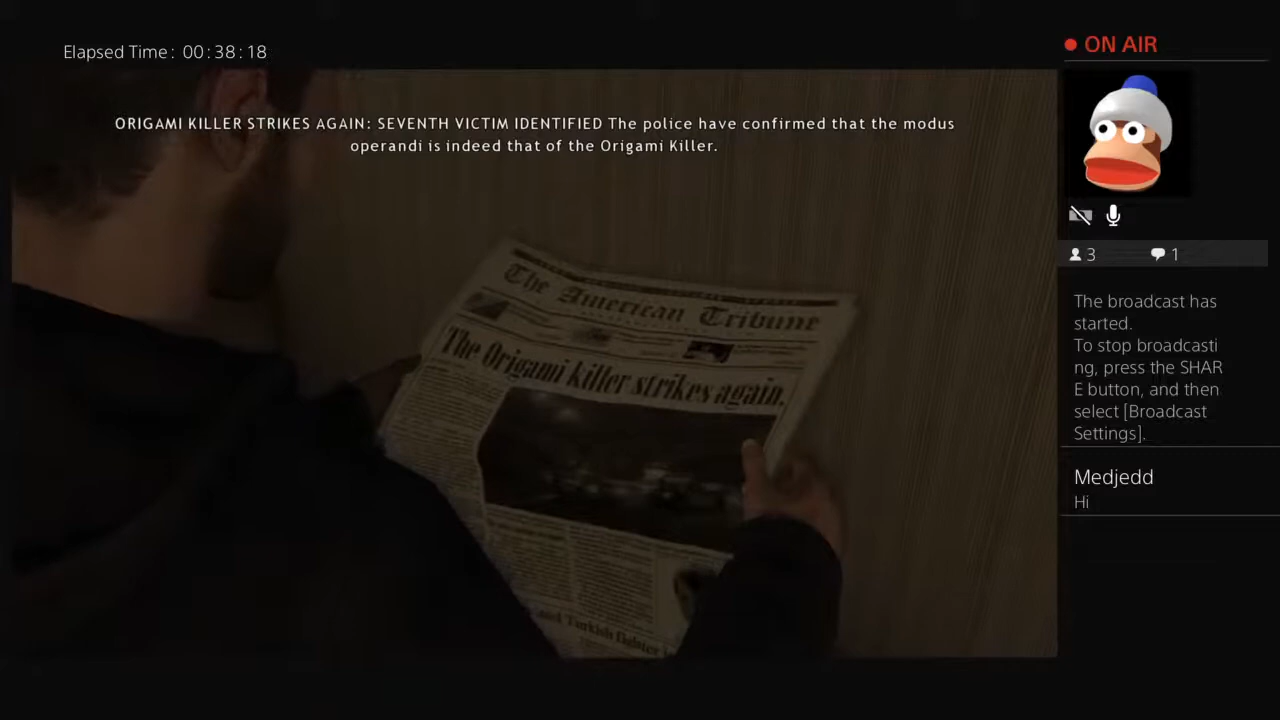 Elapsed Time: 00:38:18
ON AIR
ORIGAMI KILLER STRIKES AGAIN: SEVENTH VICTIM IDENTIFIED The police have confirmed that the modus
operandi is indeed that of the Origami Killer.
The American Tribune
The Origami killer strikes again.
and Turkish fighter
3
1
The broadcast has
started.
To stop broadcasti
ng, press the SHAR
E button, and then
select [Broadcast
Settings].
Medjedd
Hi